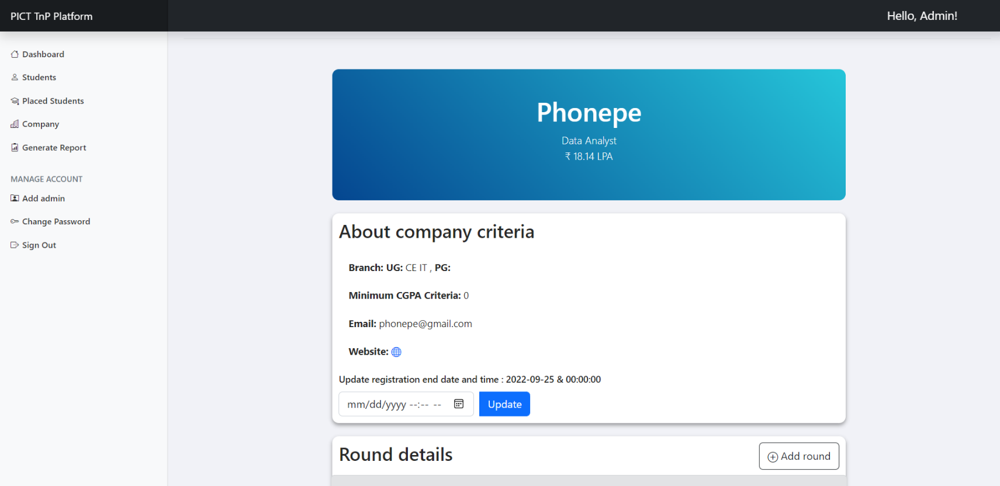 PICT TnP Platform
Hello, Admin!
Dashboard
Students
Placed Students
Company
Generate Report
MANAGE ACCOUNT
Add admin
Change Password
Sign Out
Phonepe
Data Analyst
₹ 18.14 LPA
About company criteria
Branch: UG: CE IT , PG:
Minimum CGPA Criteria: 0
Email: phonepe@gmail.com
Website:
Update registration end date and time : 2022-09-25 & 00:00:00
mm/dd/yyyy --:-- --
Update
Round details
Add round